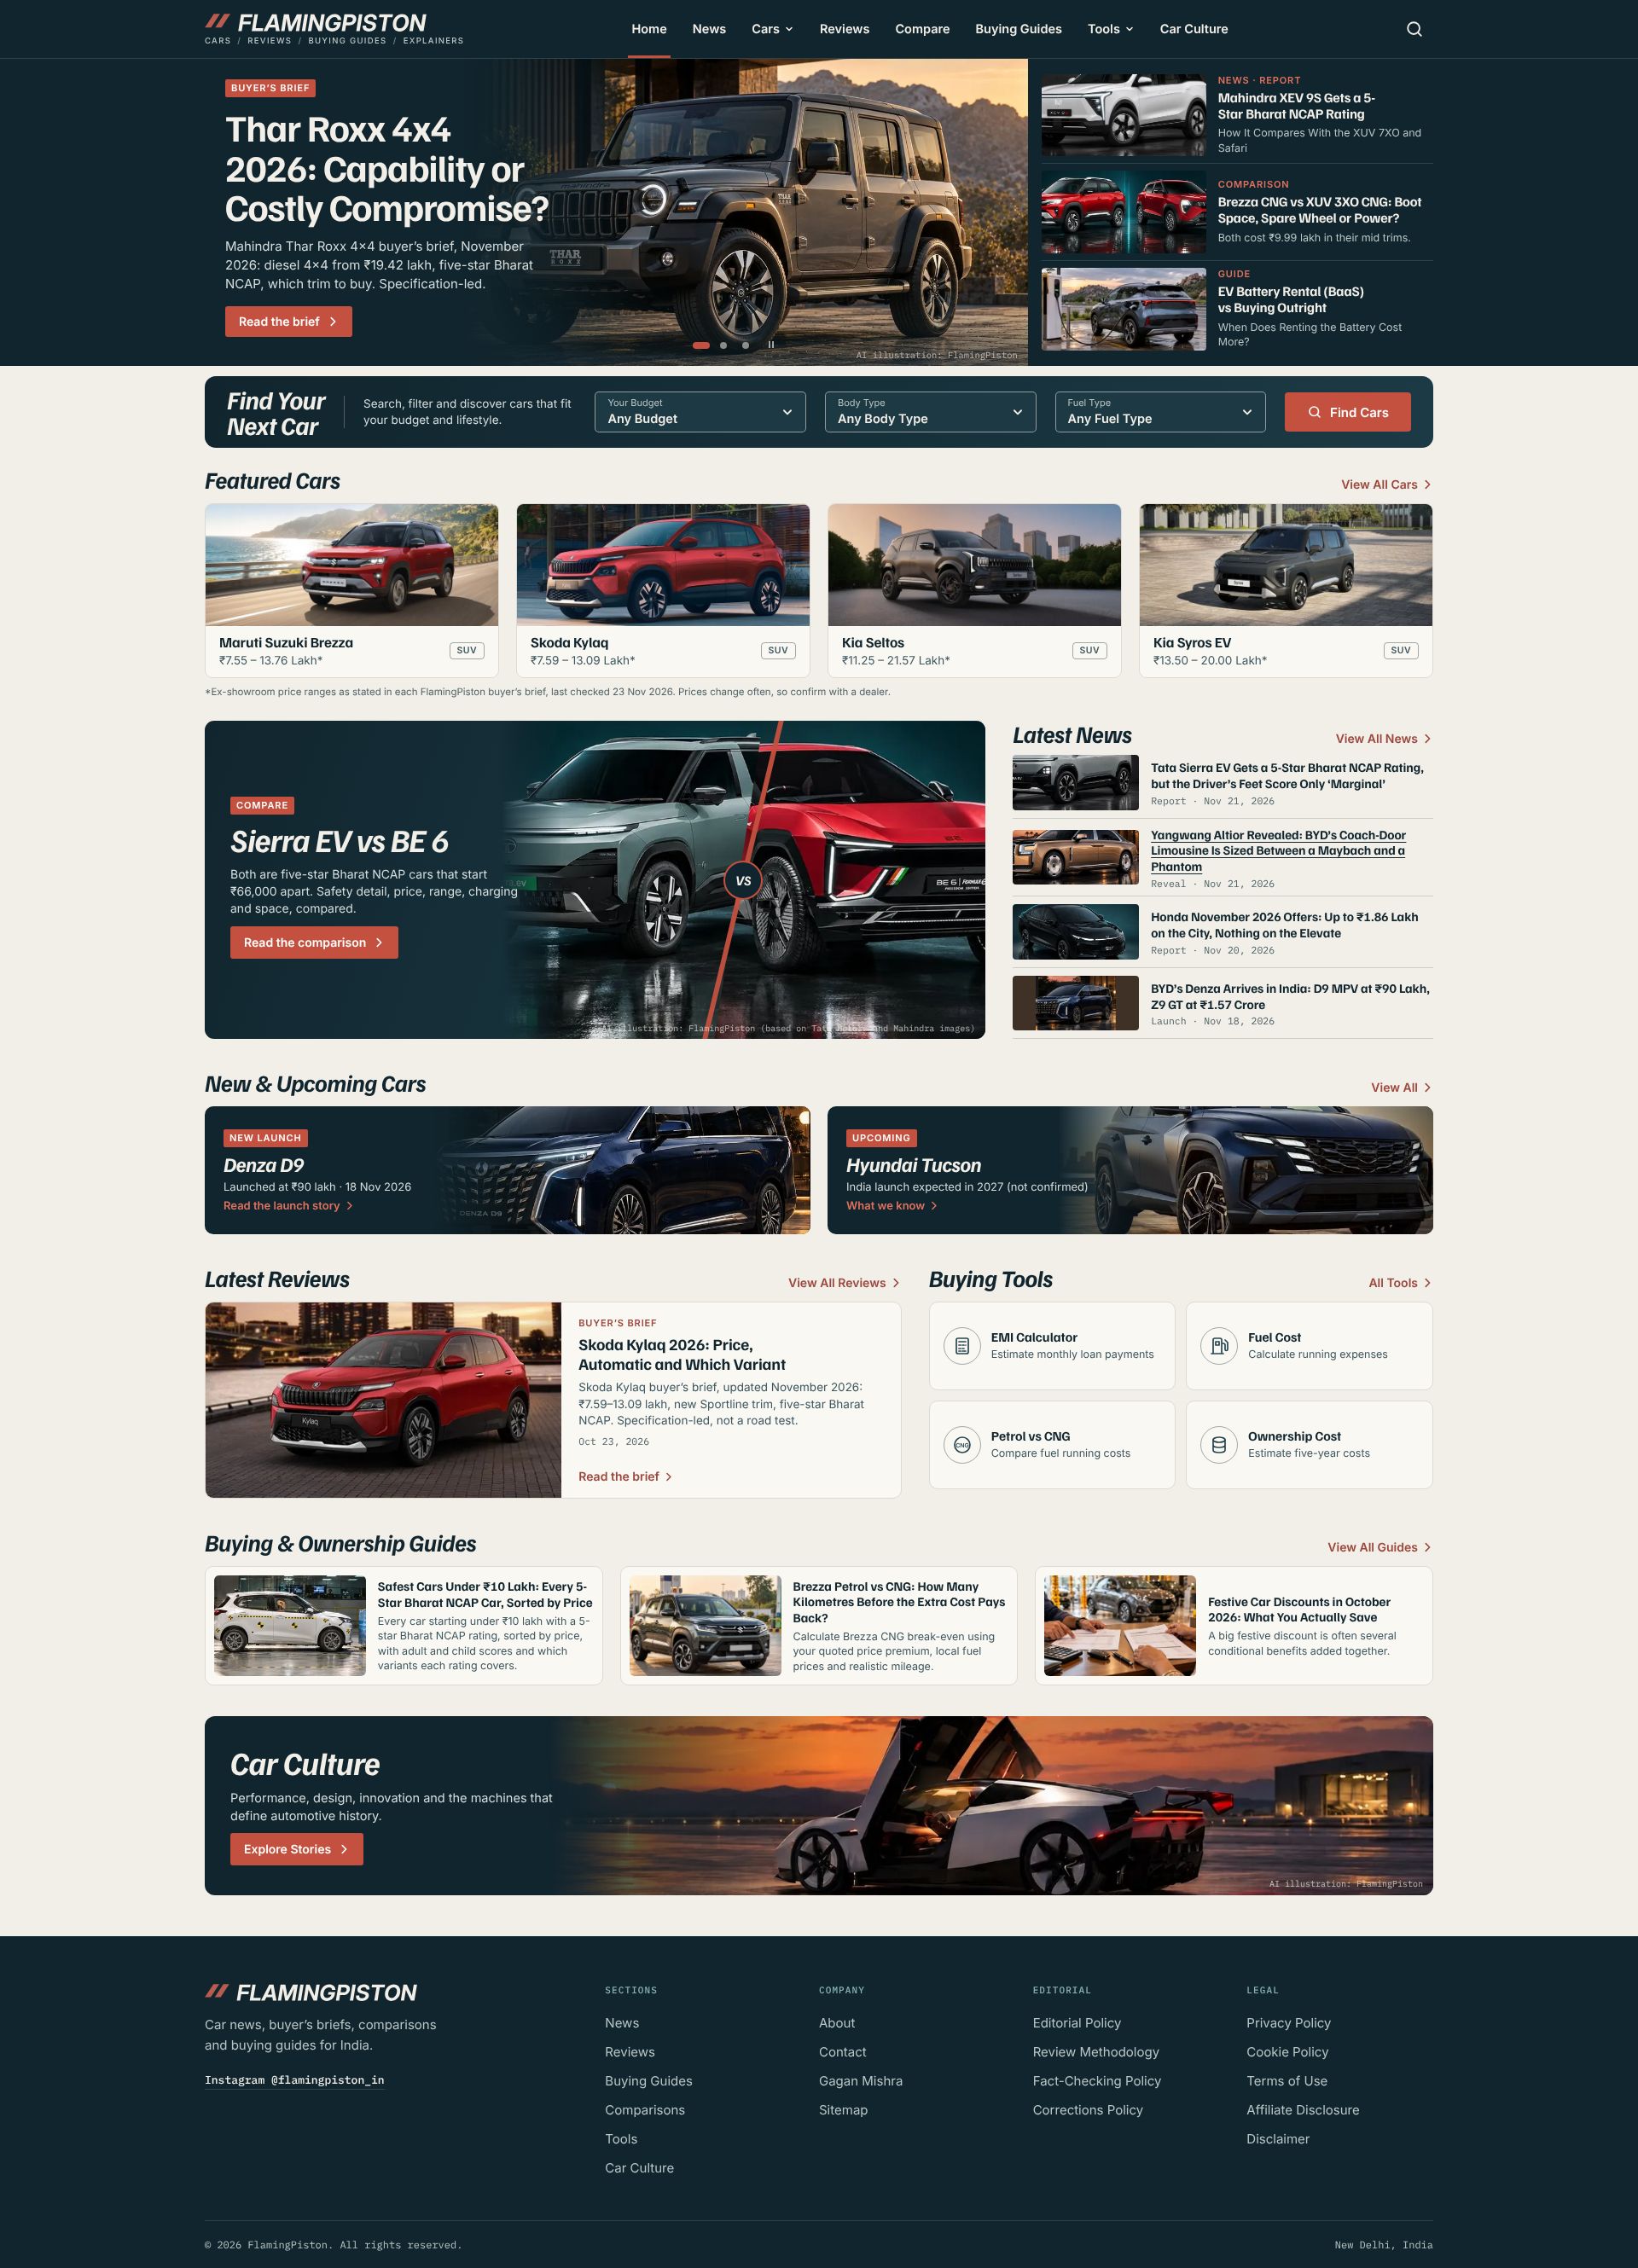 FLAMINGPISTON
CARS / REVIEWS / BUYING GUIDES / EXPLAINERS
Home
News
Cars
Reviews
Compare
Buying Guides
Tools
Car Culture
BUYER'S BRIEF
Thar Roxx 4x4
2026: Capability or
Costly Compromise?
Mahindra Thar Roxx 4×4 buyer's brief, November
2026: diesel 4×4 from ₹19.42 lakh, five-star Bharat
NCAP, which trim to buy. Specification-led.
Read the brief
THAR
ROXX
AI illustration: FlamingPiston
NEWS · REPORT
Mahindra XEV 9S Gets a 5-
Star Bharat NCAP Rating
How It Compares With the XUV 7XO and
Safari
COMPARISON
Brezza CNG vs XUV 3XO CNG: Boot
Space, Spare Wheel or Power?
Both cost ₹9.99 lakh in their mid trims.
GUIDE
EV Battery Rental (BaaS)
vs Buying Outright
When Does Renting the Battery Cost
More?
Find Your
Next Car
Search, filter and discover cars that fit
your budget and lifestyle.
Your Budget
Any Budget
Body Type
Any Body Type
Fuel Type
Any Fuel Type
Find Cars
Featured Cars
View All Cars
Maruti Suzuki Brezza
₹7.55 – 13.76 Lakh*
SUV
Skoda Kylaq
₹7.59 – 13.09 Lakh*
SUV
Kia Seltos
₹11.25 – 21.57 Lakh*
SUV
Kia Syros EV
₹13.50 – 20.00 Lakh*
SUV
*Ex-showroom price ranges as stated in each FlamingPiston buyer's brief, last checked 23 Nov 2026. Prices change often, so confirm with a dealer.
COMPARE
Sierra EV vs BE 6
Both are five-star Bharat NCAP cars that start
₹66,000 apart. Safety detail, price, range, charging
and space, compared.
Read the comparison
VS
BE 6
AI illustration: FlamingPiston (based on Tata Motors and Mahindra images)
Latest News
View All News
Tata Sierra EV Gets a 5-Star Bharat NCAP Rating,
but the Driver's Feet Score Only ‘Marginal’
Report · Nov 21, 2026
Yangwang Altior Revealed: BYD's Coach-Door
Limousine Is Sized Between a Maybach and a
Phantom
Reveal · Nov 21, 2026
Honda November 2026 Offers: Up to ₹1.86 Lakh
on the City, Nothing on the Elevate
Report · Nov 20, 2026
BYD's Denza Arrives in India: D9 MPV at ₹90 Lakh,
Z9 GT at ₹1.57 Crore
Launch · Nov 18, 2026
New & Upcoming Cars
View All
NEW LAUNCH
Denza D9
Launched at ₹90 lakh · 18 Nov 2026
Read the launch story
DENZA D9
UPCOMING
Hyundai Tucson
India launch expected in 2027 (not confirmed)
What we know
Latest Reviews
View All Reviews
Kylaq
BUYER'S BRIEF
Skoda Kylaq 2026: Price,
Automatic and Which Variant
Skoda Kylaq buyer's brief, updated November 2026:
₹7.59–13.09 lakh, new Sportline trim, five-star Bharat
NCAP. Specification-led, not a road test.
Oct 23, 2026
Read the brief
Buying Tools
All Tools
EMI Calculator
Estimate monthly loan payments
Fuel Cost
Calculate running expenses
CNG
Petrol vs CNG
Compare fuel running costs
Ownership Cost
Estimate five-year costs
Buying & Ownership Guides
View All Guides
Safest Cars Under ₹10 Lakh: Every 5-
Star Bharat NCAP Car, Sorted by Price
Every car starting under ₹10 lakh with a 5-
star Bharat NCAP rating, sorted by price,
with adult and child scores and which
variants each rating covers.
Brezza Petrol vs CNG: How Many
Kilometres Before the Extra Cost Pays
Back?
Calculate Brezza CNG break-even using
your quoted price premium, local fuel
prices and realistic mileage.
Festive Car Discounts in October
2026: What You Actually Save
A big festive discount is often several
conditional benefits added together.
Car Culture
Performance, design, innovation and the machines that
define automotive history.
Explore Stories
AI illustration: FlamingPiston
FLAMINGPISTON
Car news, buyer's briefs, comparisons
and buying guides for India.
Instagram @flamingpiston_in
SECTIONS
News
Reviews
Buying Guides
Comparisons
Tools
Car Culture
COMPANY
About
Contact
Gagan Mishra
Sitemap
EDITORIAL
Editorial Policy
Review Methodology
Fact-Checking Policy
Corrections Policy
LEGAL
Privacy Policy
Cookie Policy
Terms of Use
Affiliate Disclosure
Disclaimer
© 2026 FlamingPiston. All rights reserved.
New Delhi, India